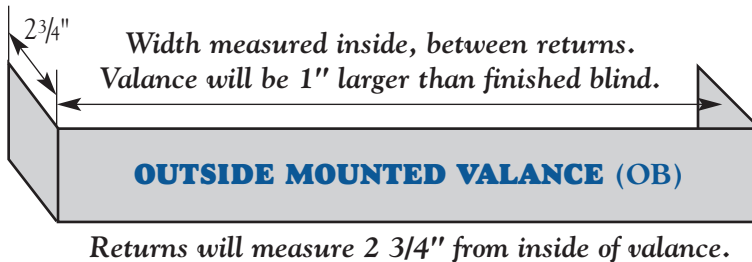 2 3/4"
Width measured inside, between returns.
Valance will be 1" larger than finished blind.
OUTSIDE MOUNTED VALANCE (OB)
Returns will measure 2 3/4" from inside of valance.